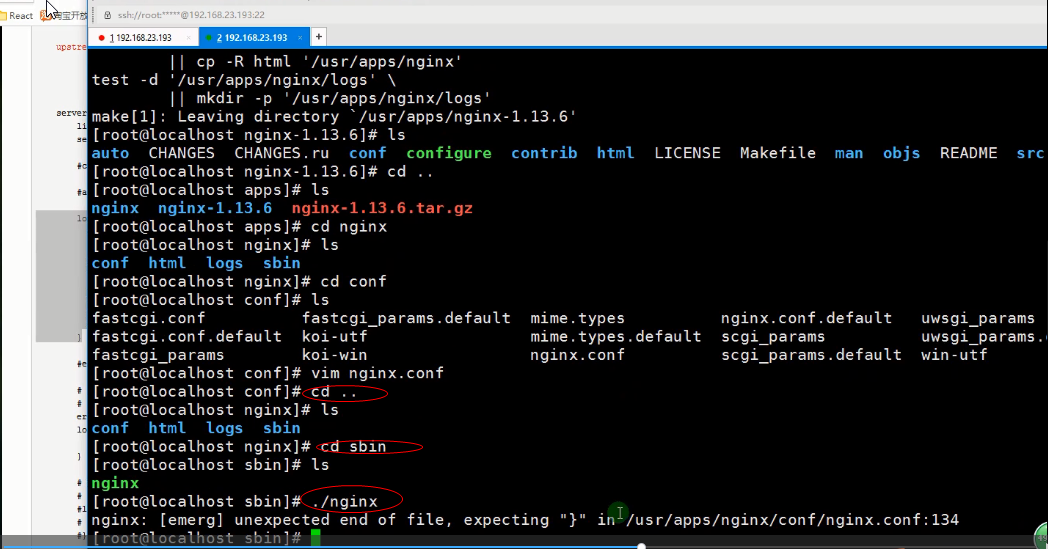 React 淘宝开放
ssh://root:*****@192.168.23.193:22
1 192.168.23.193 × 2 192.168.23.193 × +
upstre
server
li
se
#c
#a
lo
}
#e
#
#
er
lo
}
#
#
#l
#
#
|| cp -R html '/usr/apps/nginx'
test -d '/usr/apps/nginx/logs' \
|| mkdir -p '/usr/apps/nginx/logs'
make[1]: Leaving directory `/usr/apps/nginx-1.13.6'
[root@localhost nginx-1.13.6]# ls
auto CHANGES CHANGES.ru conf configure contrib html LICENSE Makefile man objs README src
[root@localhost nginx-1.13.6]# cd ..
[root@localhost apps]# ls
nginx nginx-1.13.6 nginx-1.13.6.tar.gz
[root@localhost apps]# cd nginx
[root@localhost nginx]# ls
conf html logs sbin
[root@localhost nginx]# cd conf
[root@localhost conf]# ls
fastcgi.conf fastcgi_params.default mime.types nginx.conf.default uwsgi_params
fastcgi.conf.default koi-utf mime.types.default scgi_params uwsgi_params.
fastcgi_params koi-win nginx.conf scgi_params.default win-utf
[root@localhost conf]# vim nginx.conf
[root@localhost conf]# cd ..
[root@localhost nginx]# ls
conf html logs sbin
[root@localhost nginx]# cd sbin
[root@localhost sbin]# ls
nginx
[root@localhost sbin]# ./nginx
nginx: [emerg] unexpected end of file, expecting "}" in /usr/apps/nginx/conf/nginx.conf:134
[root@localhost sbin]#